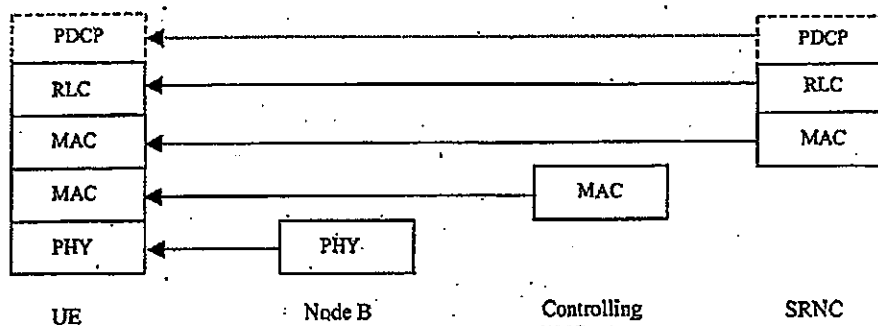 PDCP PDCP
RLC RLC
MAC MAC
MAC MAC
PHY PHY
UE Node B Controlling SRNC